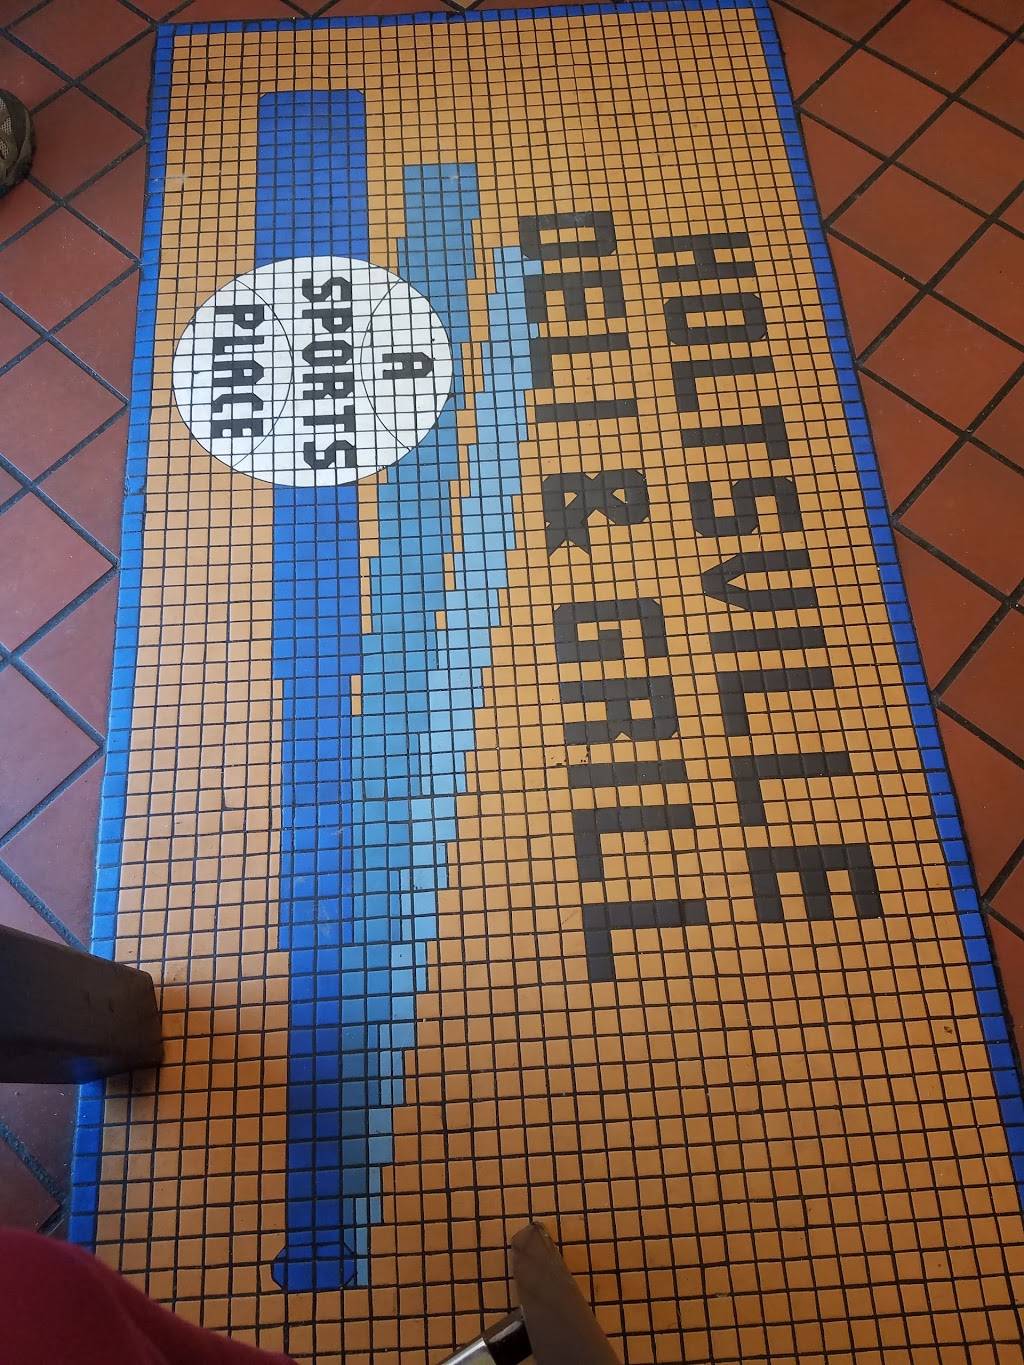 HOLTSVILLE
DELI & GRILL
A
SPORTS
PLACE